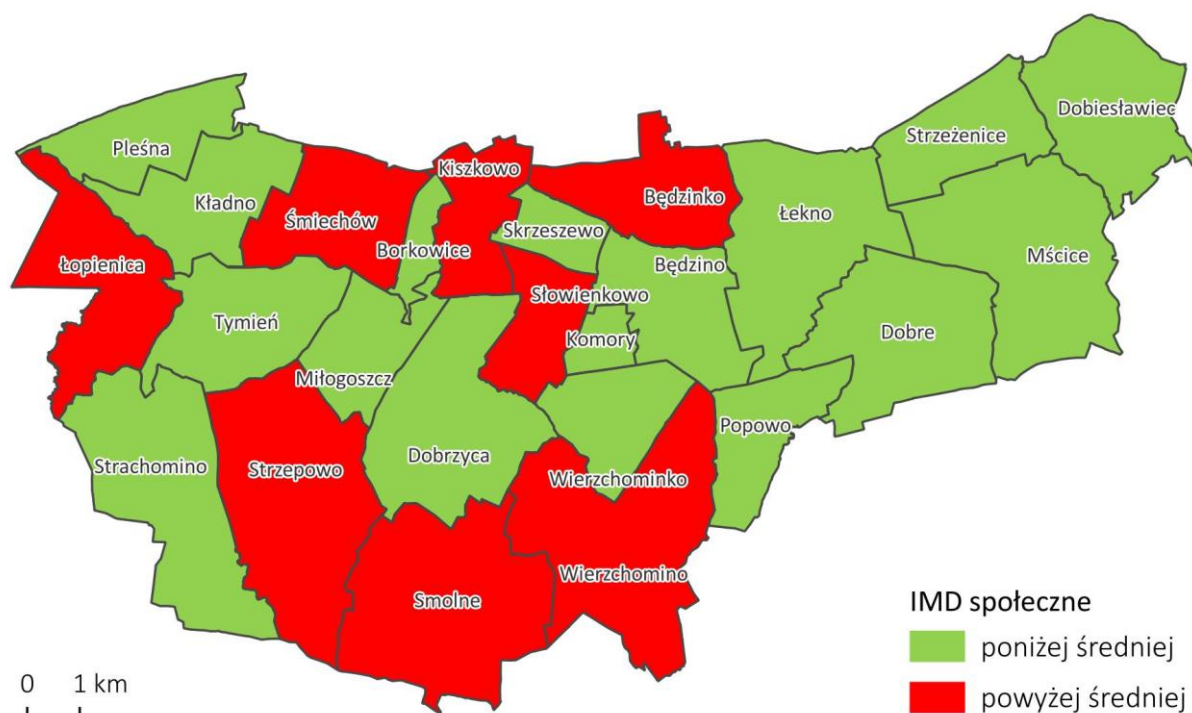 Dobiesławiec
Strzeżenice
Pleśna
Kiszkowo
Kładno
Będzinko
Łekno
Śmiechów
Skrzeszewo
Borkowice
Mścice
Łopienica
Będzino
Słowienkowo
Tymień
Komory
Dobre
Miłogoszcz
Popowo
Strachomino
Strzepowo
Dobrzyca
Wierzchominko
Wierzchomino
Smolne
IMD społeczne
poniżej średniej
powyżej średniej
0 1 km